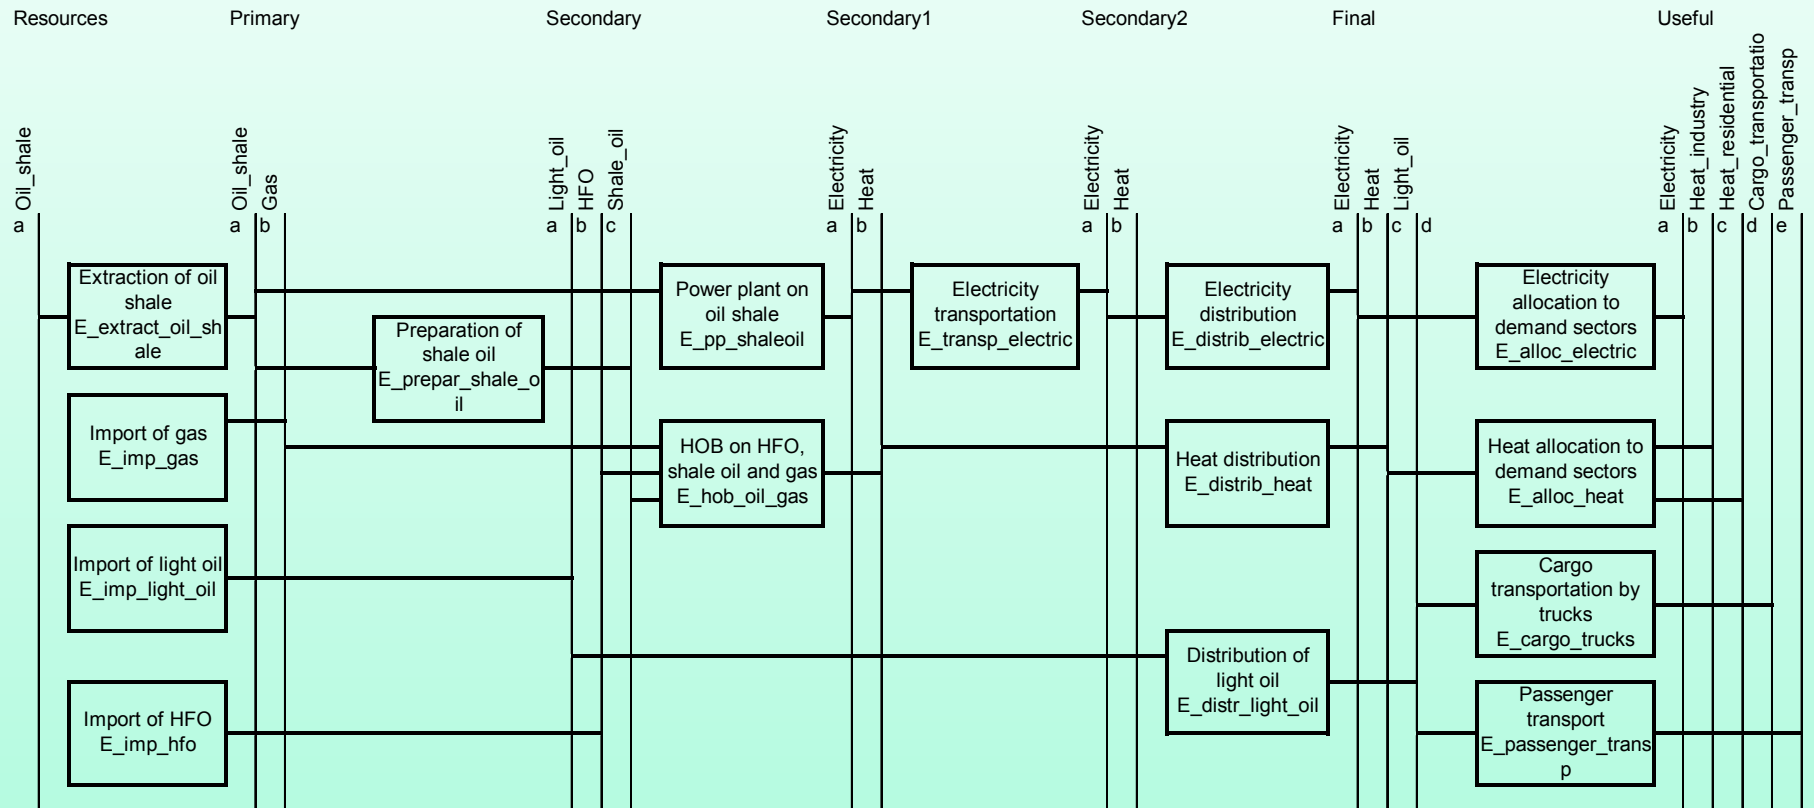 Resources Primary Secondary Secondary1 Secondary2 Final Useful
Oil_shale
Oil_shale
Gas
Light_oil
HFO
Shale_oil
Electricity
Heat
Electricity
Heat
Electricity
Heat
Light_oil
Electricity
Heat_industry
Heat_residential
Cargo_transportatio
Passenger_transp
a a b a b c a b a b a b c d a b c d e
Extraction of oil
shale
E_extract_oil_sh
ale
Preparation of
shale oil
E_prepar_shale_o
il
Power plant on
oil shale
E_pp_shaleoil
Electricity
transportation
E_transp_electric
Electricity
distribution
E_distrib_electric
Electricity
allocation to
demand sectors
E_alloc_electric
Import of gas
E_imp_gas
HOB on HFO,
shale oil and gas
E_hob_oil_gas
Heat distribution
E_distrib_heat
Heat allocation to
demand sectors
E_alloc_heat
Import of light oil
E_imp_light_oil
Cargo
transportation by
trucks
E_cargo_trucks
Distribution of
light oil
E_distr_light_oil
Import of HFO
E_imp_hfo
Passenger
transport
E_passenger_trans
p